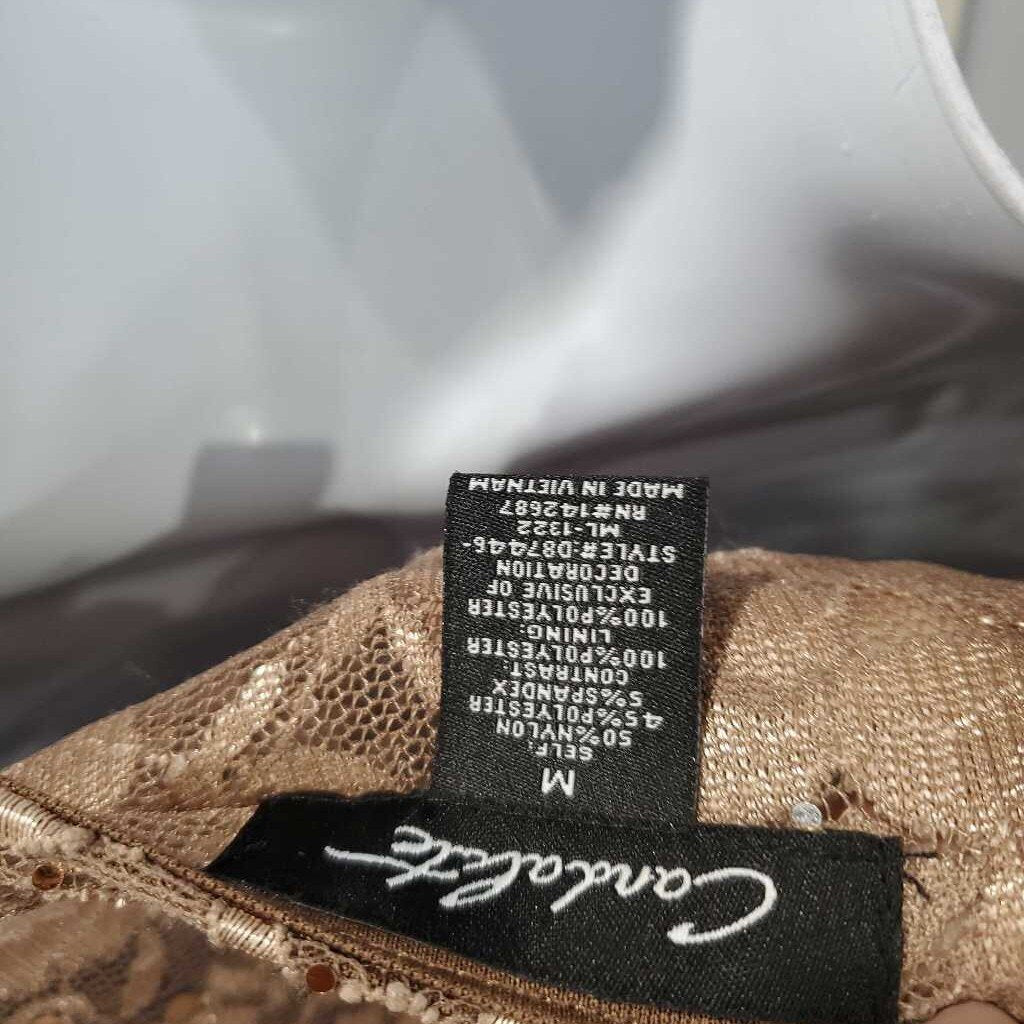 Candalite
M
SELF:
50%NYLON
45%POLYESTER
5%SPANDEX
CONTRAST:
100%POLYESTER
LINING:
100%POLYESTER
EXCLUSIVE OF
DECORATION
STYLE#:D87446-
ML-1322
RN#142687
MADE IN VIETNAM